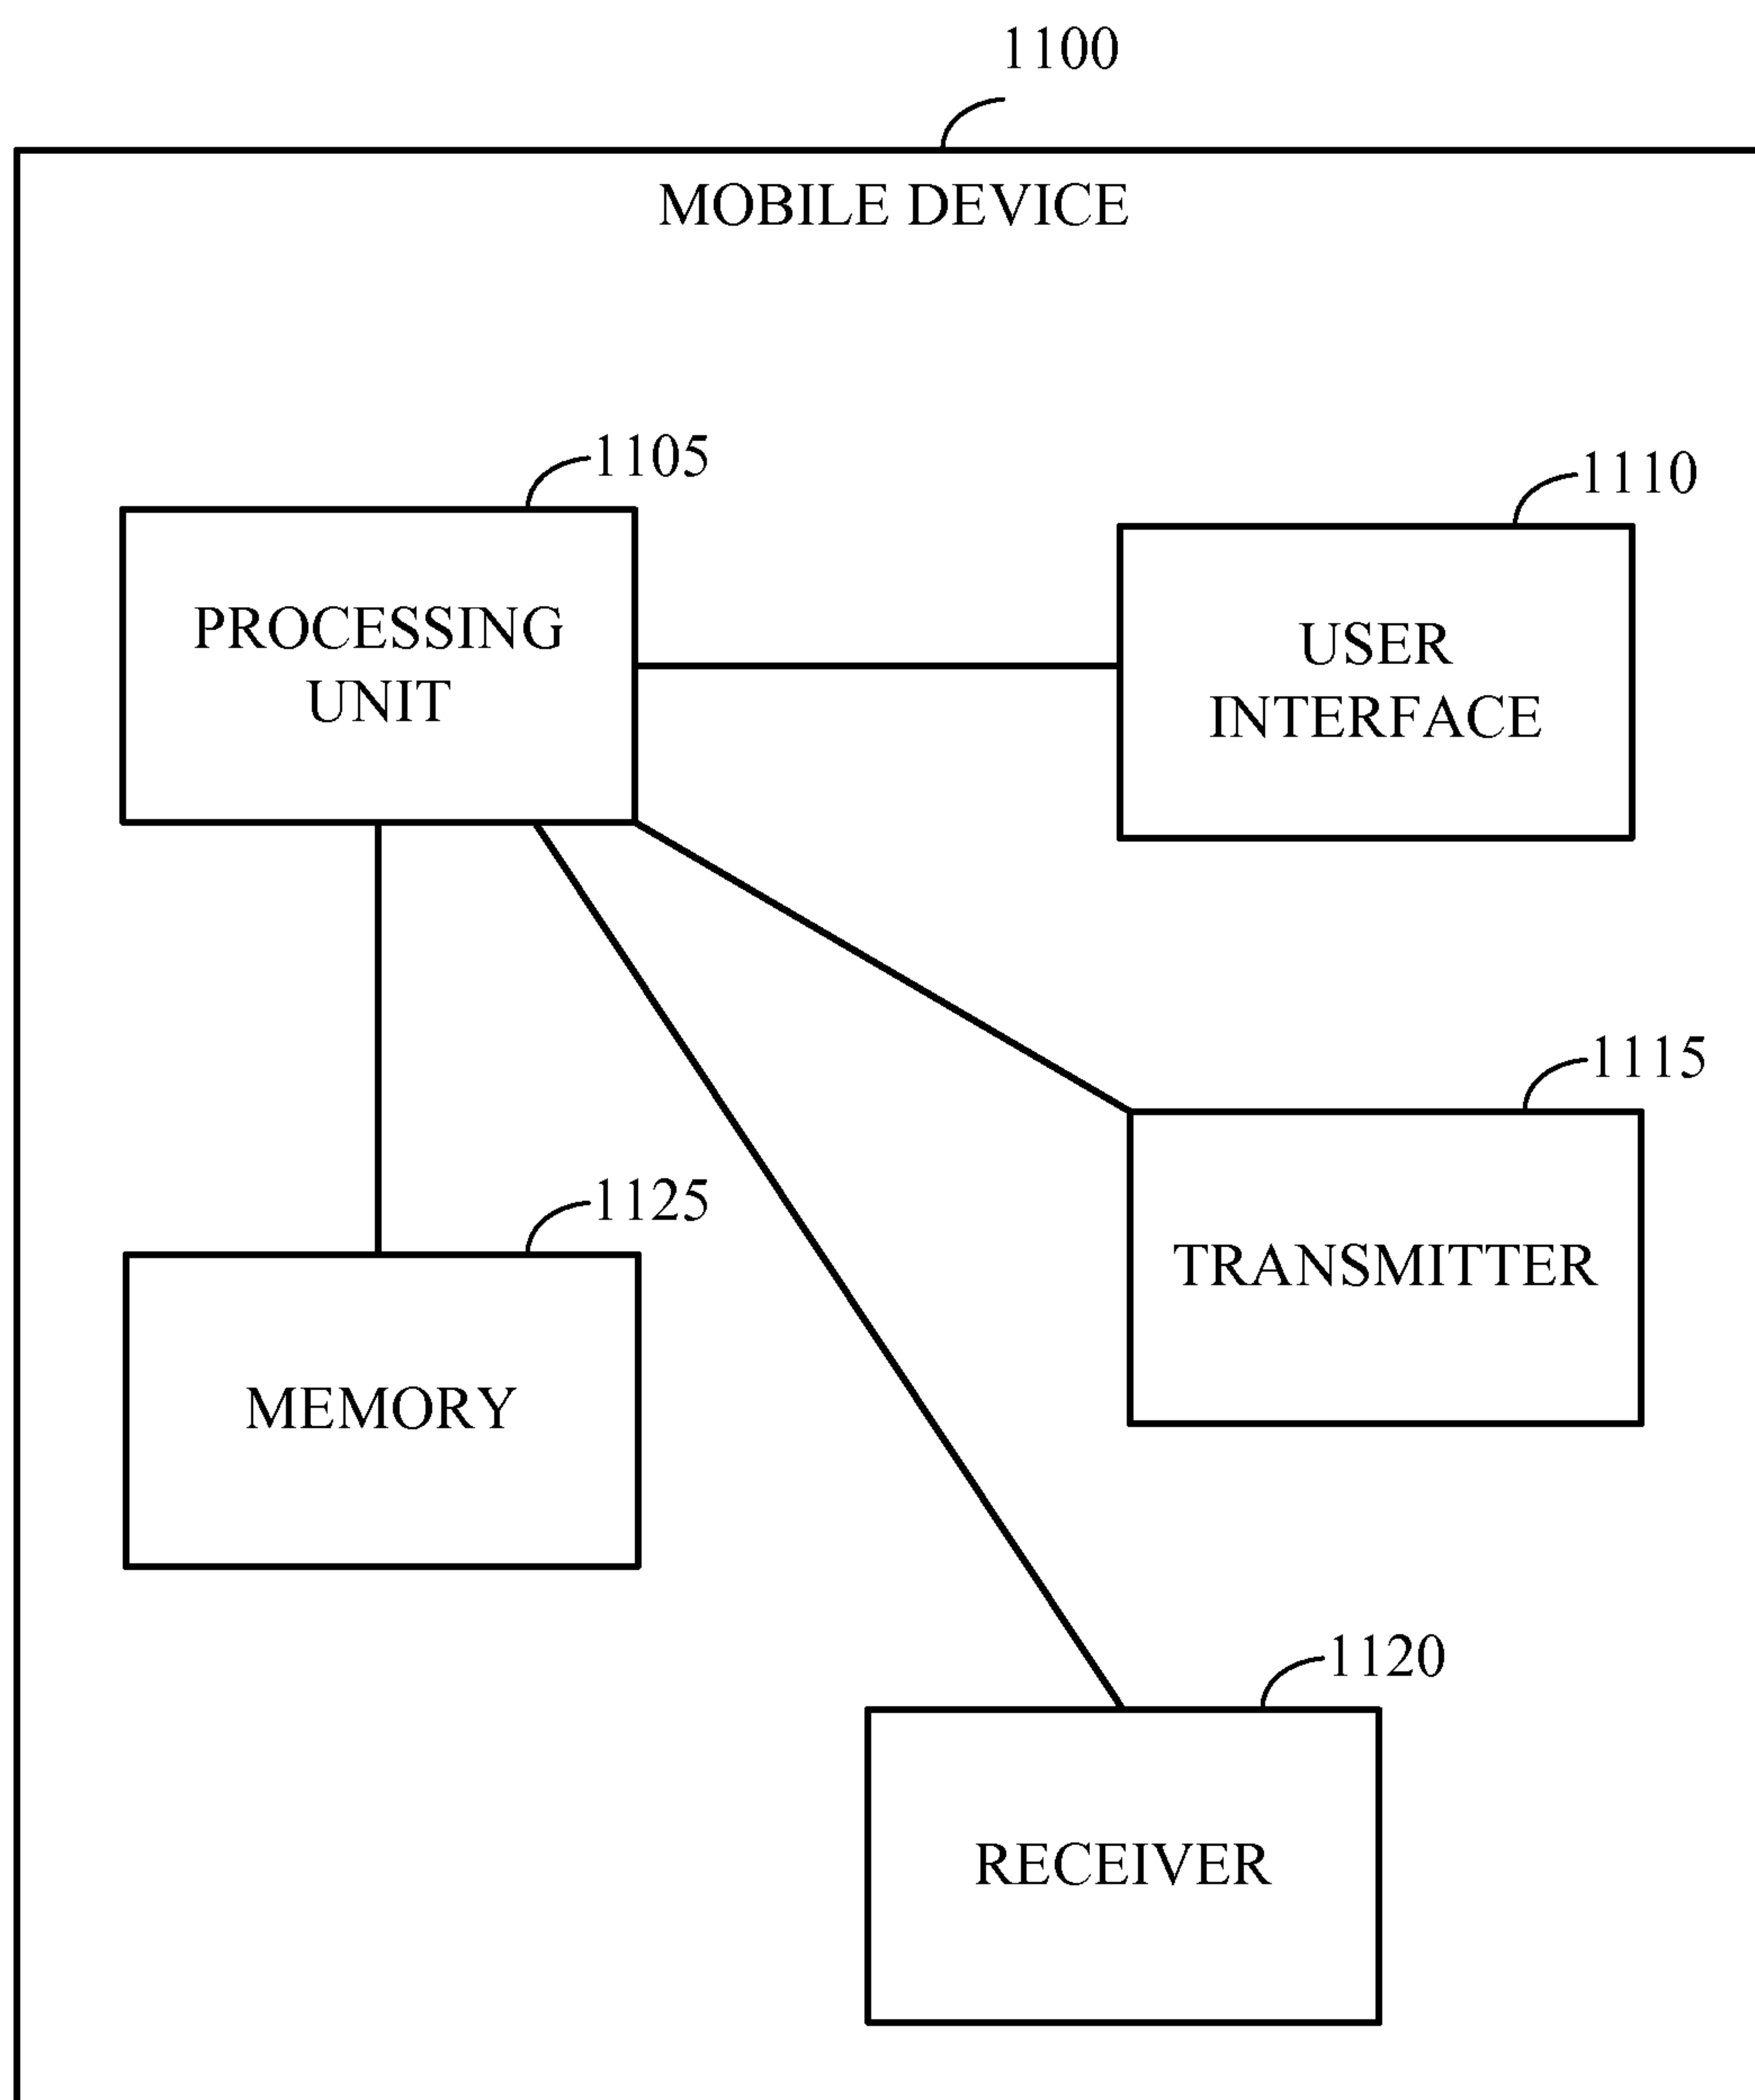 1100
MOBILE DEVICE
1105
PROCESSING
UNIT
1110
USER
INTERFACE
1115
TRANSMITTER
1125
MEMORY
1120
RECEIVER